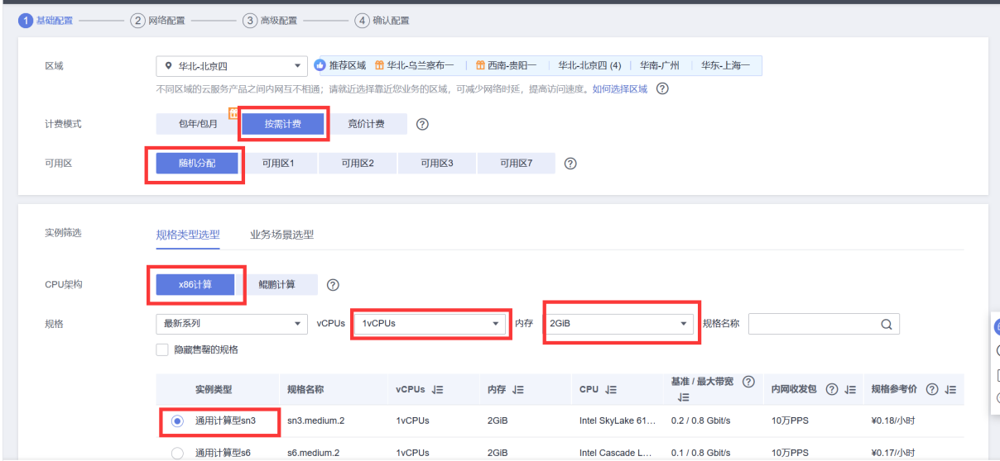 1 基础配置 2 网络配置 3 高级配置 4 确认配置
区域 华北-北京四 推荐区域 华北-乌兰察布一 西南-贵阳一 华北-北京四 (4) 华南-广州 华东-上海一
不同区域的云服务产品之间内网互不相通；请就近选择靠近您业务的区域，可减少网络时延，提高访问速度。如何选择区域 ?
计费模式 包年/包月 按需计费 竞价计费 ?
可用区 随机分配 可用区1 可用区2 可用区3 可用区7 ?
实例筛选 规格类型选型 业务场景选型
CPU架构 x86计算 鲲鹏计算 ?
规格 最新系列 vCPUs 1vCPUs 内存 2GiB 规格名称
隐藏售罄的规格
实例类型 规格名称 vCPUs 内存 CPU 基准 / 最大带宽 ? 内网收发包 ? 规格参考价 ?
通用计算型sn3 sn3.medium.2 1vCPUs 2GiB Intel SkyLake 61... 0.2 / 0.8 Gbit/s 10万PPS ¥0.18/小时
通用计算型s6 s6.medium.2 1vCPUs 2GiB Intel Cascade L... 0.1 / 0.8 Gbit/s 10万PPS ¥0.17/小时